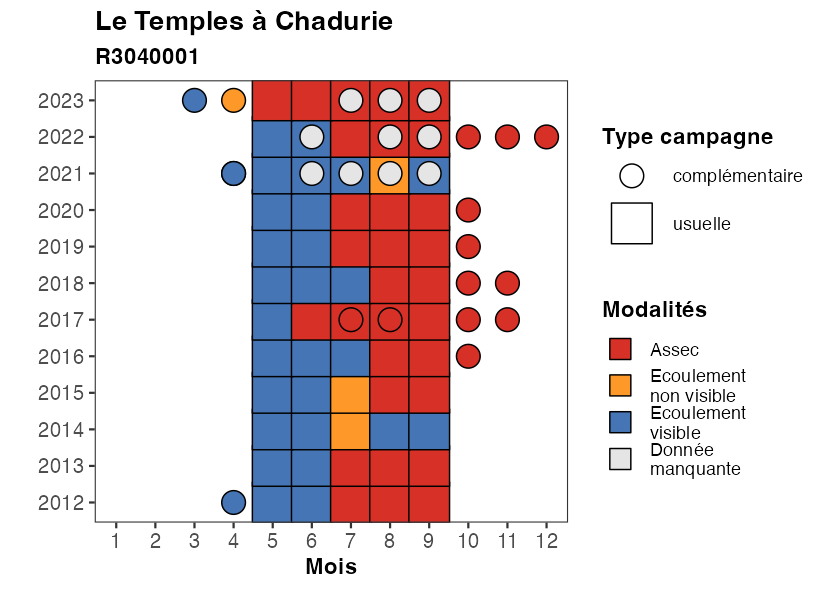 Le Temples à Chadurie
R3040001
2023
2022
2021
2020
2019
2018
2017
2016
2015
2014
2013
2012
1 2 3 4 5 6 7 8 9 10 11 12
Mois
Type campagne
complémentaire
usuelle
Modalités
Assec
Ecoulement
non visible
Ecoulement
visible
Donnée
manquante